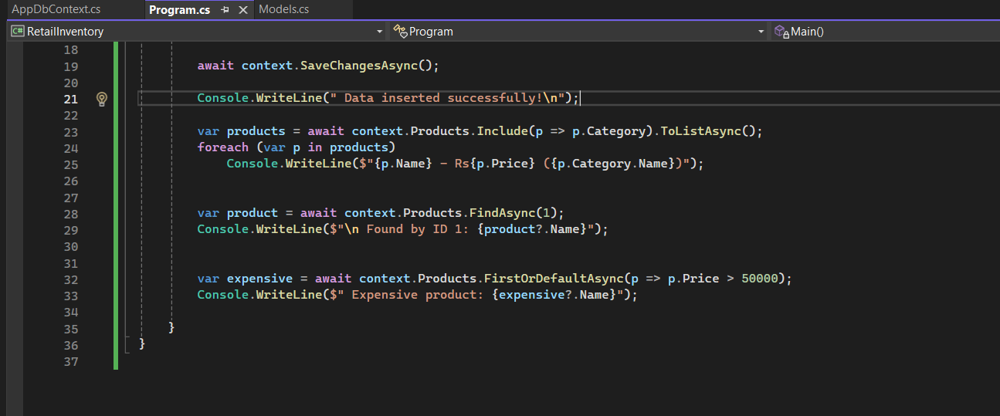 AppDbContext.cs Program.cs Models.cs
C# RetailInventory Program Main()
18
19 await context.SaveChangesAsync();
20
21 Console.WriteLine(" Data inserted successfully!\n");
22
23 var products = await context.Products.Include(p => p.Category).ToListAsync();
24 foreach (var p in products)
25 Console.WriteLine($"{p.Name} - Rs{p.Price} ({p.Category.Name})");
26
27
28 var product = await context.Products.FindAsync(1);
29 Console.WriteLine($"\n Found by ID 1: {product?.Name}");
30
31
32 var expensive = await context.Products.FirstOrDefaultAsync(p => p.Price > 50000);
33 Console.WriteLine($" Expensive product: {expensive?.Name}");
34
35 }
36 }
37